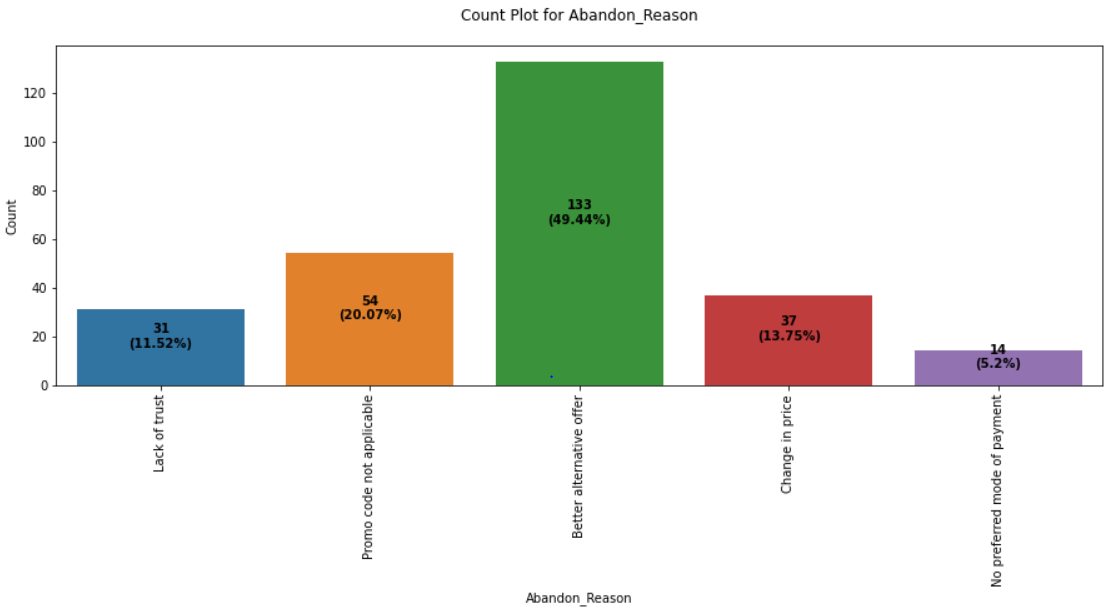 Count Plot for Abandon_Reason
Count
120
100
80
60
40
20
0
31
(11.52%)
54
(20.07%)
133
(49.44%)
37
(13.75%)
14
(5.2%)
Lack of trust
Promo code not applicable
Better alternative offer
Change in price
No preferred mode of payment
Abandon_Reason